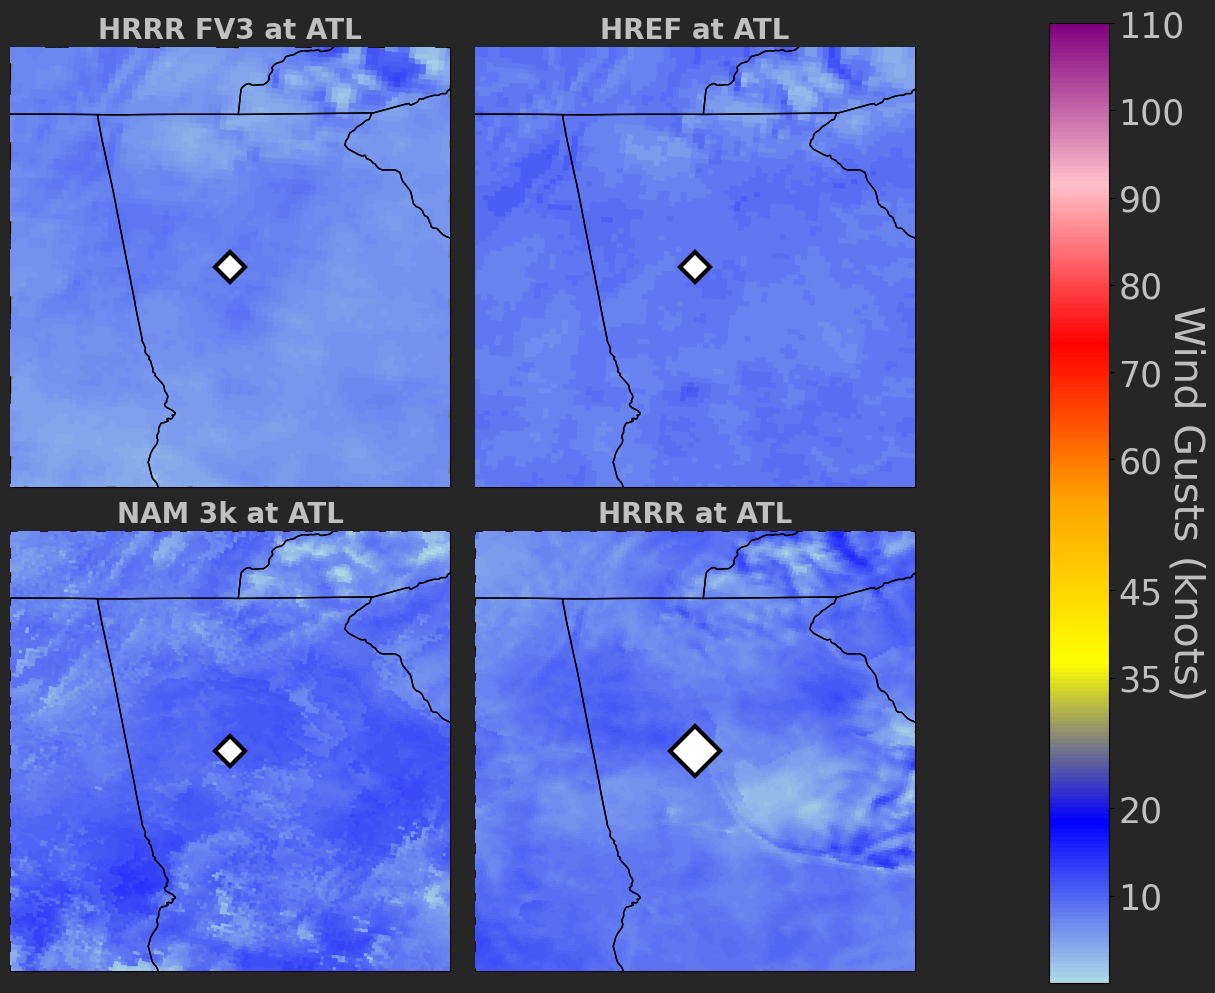 HRRR FV3 at ATL
HREF at ATL
NAM 3k at ATL
HRRR at ATL
110
100
90
80
70
60
45
35
20
10
Wind Gusts (knots)